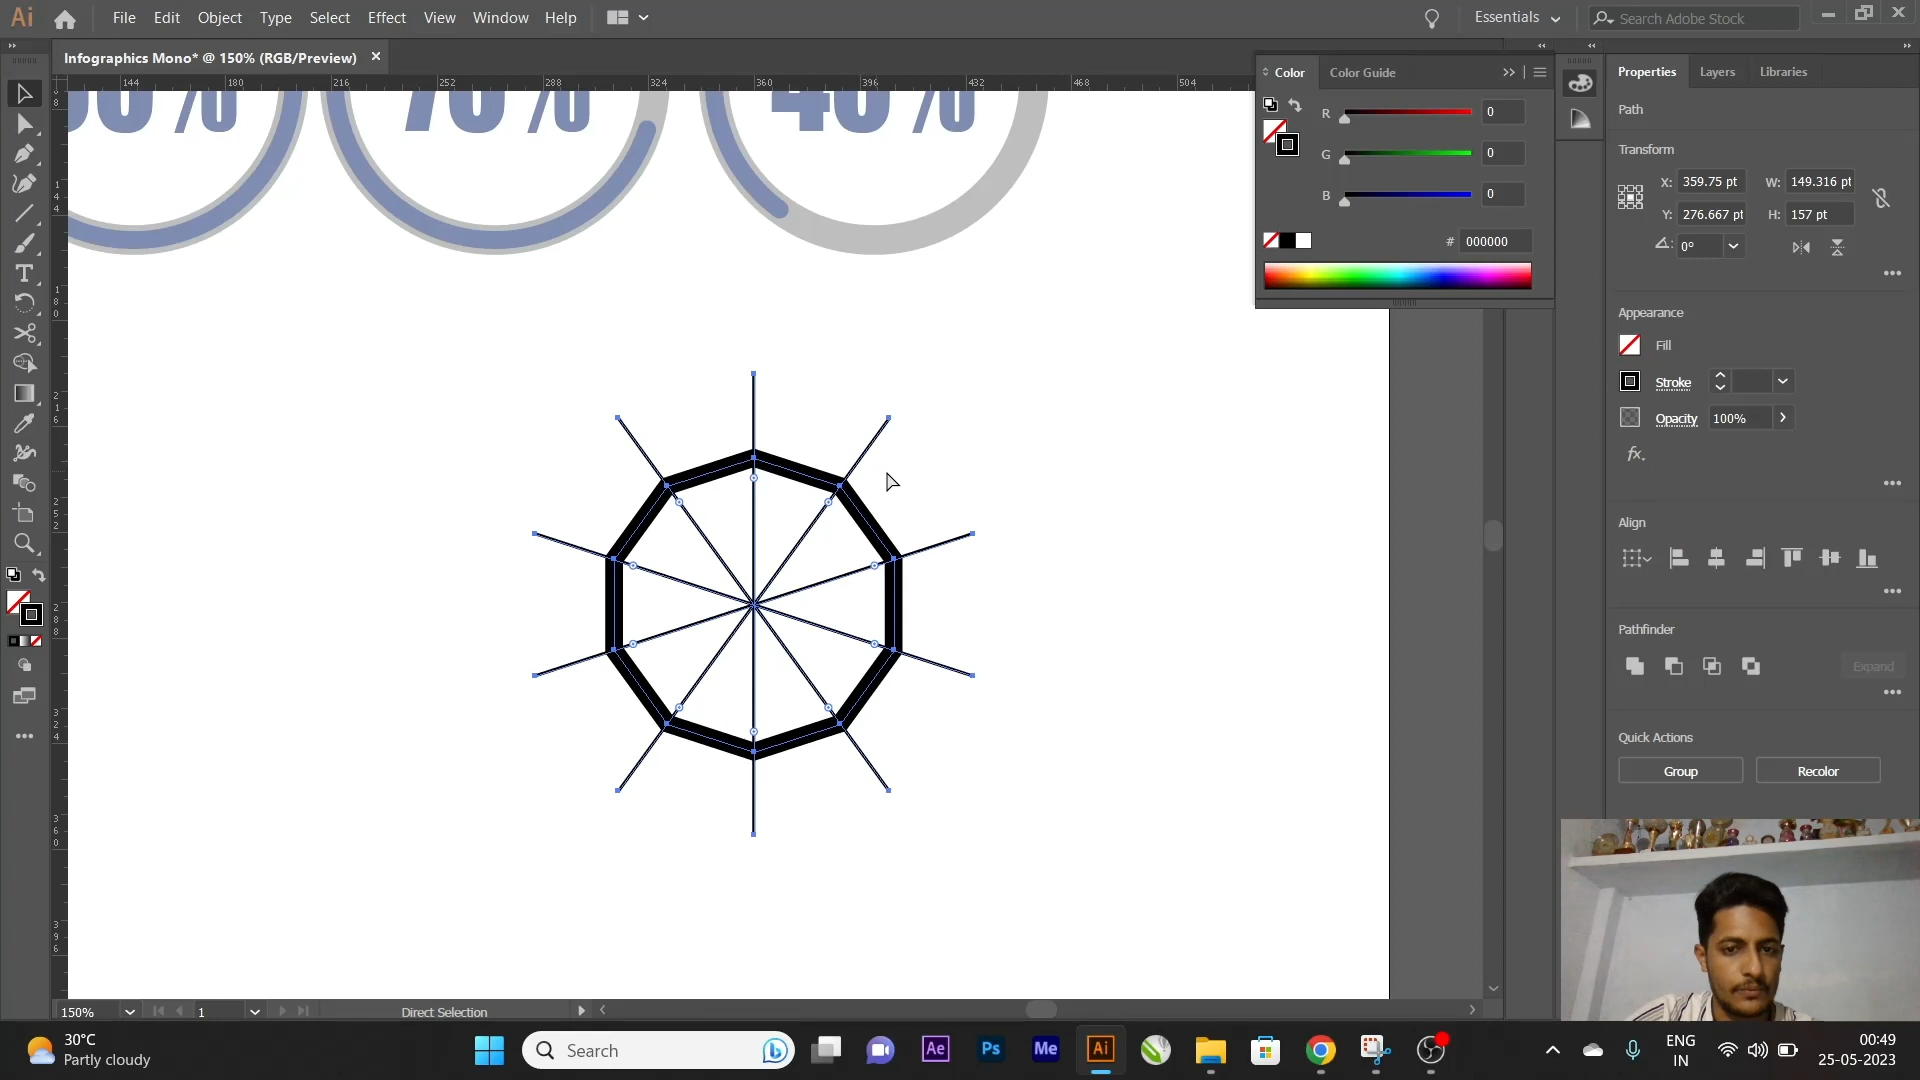 Ai File Edit Object Type Select Effect View Window Help
Essentials
Search Adobe Stock
Infographics Mono* @ 150% (RGB/Preview) ×
144 180 216 252 288 324 360 396 432 468 504
70%
40%
Color Color Guide
R 0
G 0
B 0
# 000000
Properties Layers Libraries
Path
Transform
X: 359.75 pt W: 149.316 pt
Y: 276.667 pt H: 157 pt
0°
Appearance
Fill
Stroke
Opacity 100%
fx.
Align
Pathfinder
Expand
Quick Actions
Group Recolor
150% 1 Direct Selection
30°C
Partly cloudy
Search
Ae Ps Me Ai
ENG
IN
00:49
25-05-2023